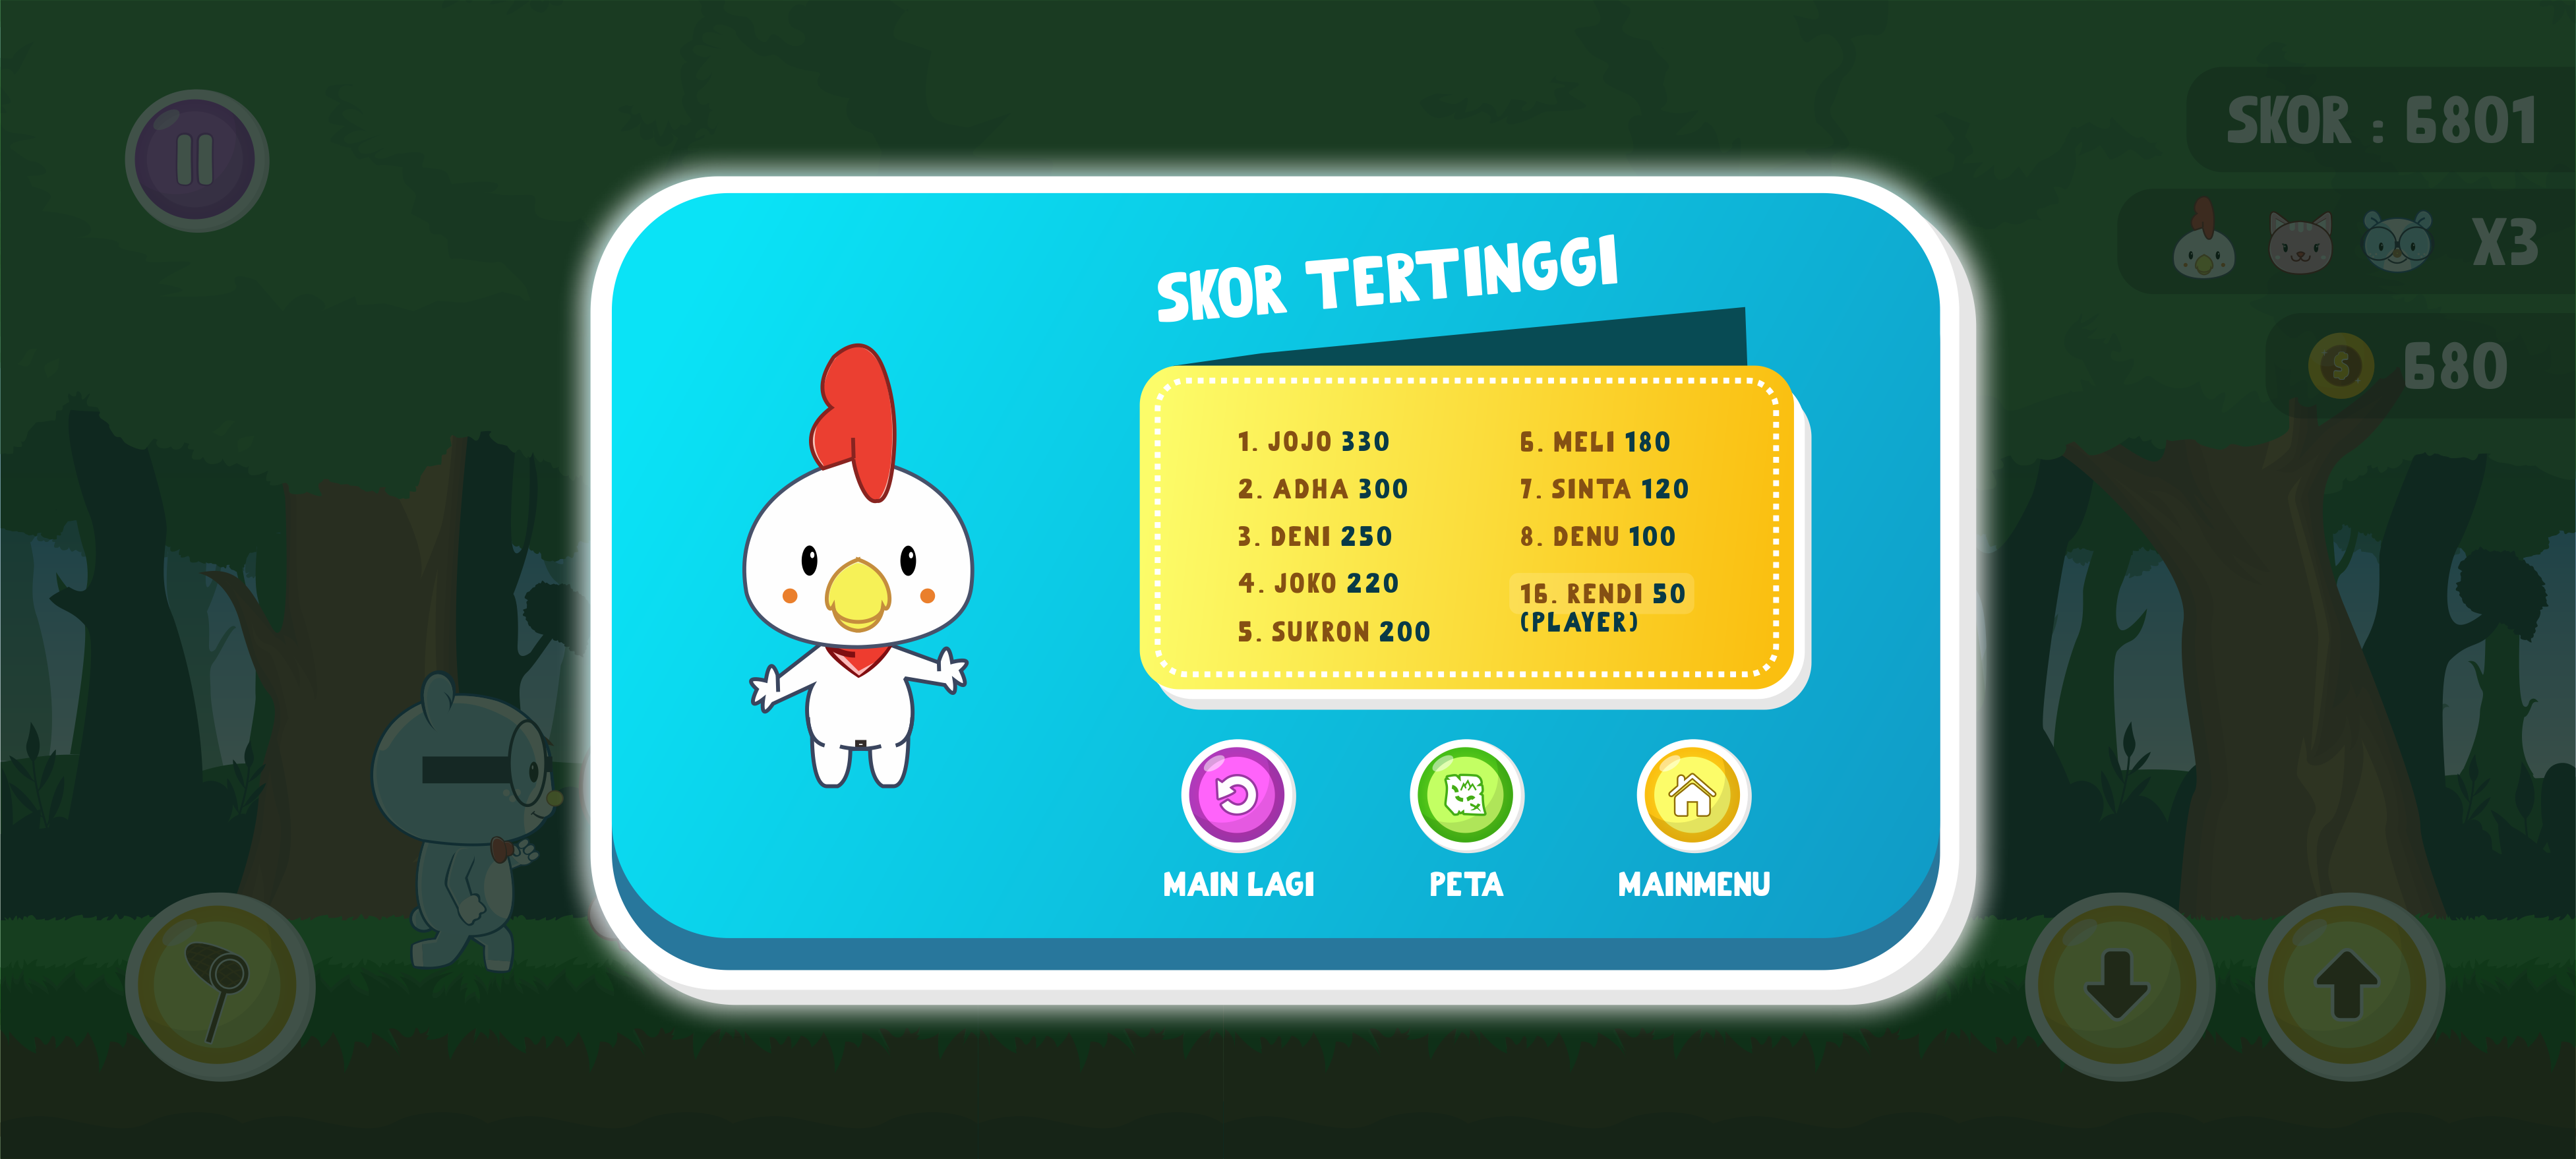 SKOR : 6801
X3
680
SKOR TERTINGGI
1. JOJO 330
2. ADHA 300
3. DENI 250
4. JOKO 220
5. SUKRON 200
6. MELI 180
7. SINTA 120
8. DENU 100
16. RENDI 50
(PLAYER)
MAIN LAGI
PETA
MAINMENU